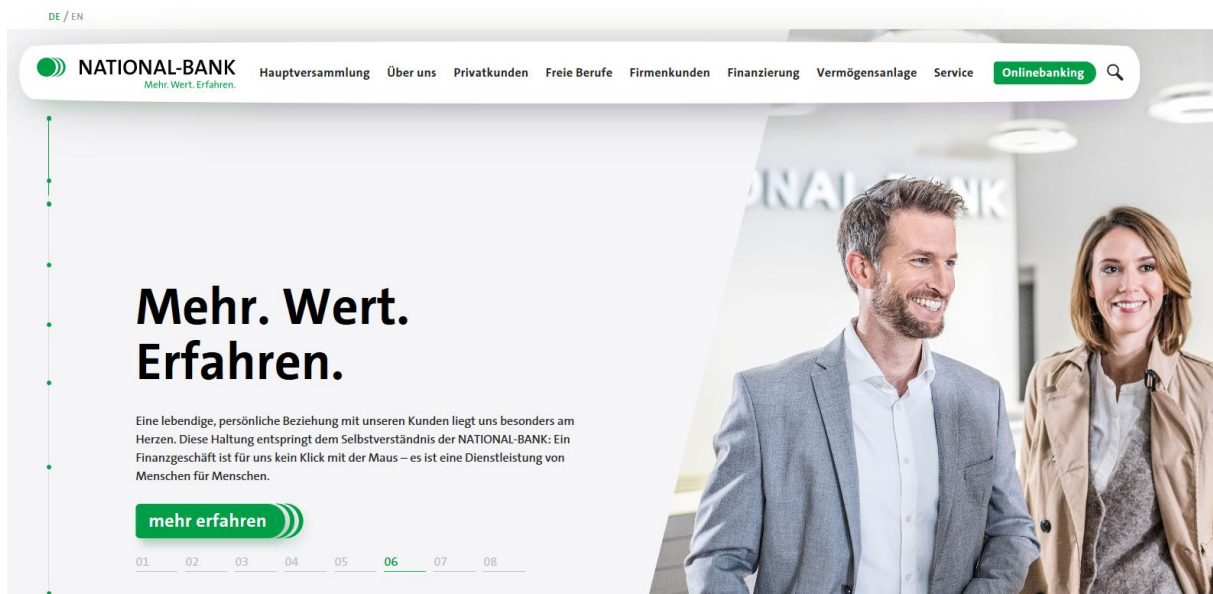 DE / EN
NATIONAL-BANK
Mehr. Wert. Erfahren.
Hauptversammlung Über uns Privatkunden Freie Berufe Firmenkunden Finanzierung Vermögensanlage Service Onlinebanking
ONAL-BANK
Mehr. Wert.
Erfahren.
Eine lebendige, persönliche Beziehung mit unseren Kunden liegt uns besonders am
Herzen. Diese Haltung entspringt dem Selbstverständnis der NATIONAL-BANK: Ein
Finanzgeschäft ist für uns kein Klick mit der Maus – es ist eine Dienstleistung von
Menschen für Menschen.
mehr erfahren
01 02 03 04 05 06 07 08